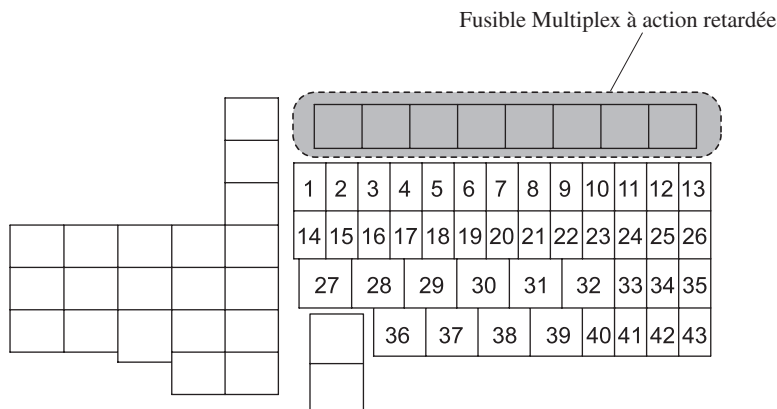 Fusible Multiplex à action retardée
1 2 3 4 5 6 7 8 9 10 11 12 13
14 15 16 17 18 19 20 21 22 23 24 25 26
27 28 29 30 31 32 33 34 35
36 37 38 39 40 41 42 43